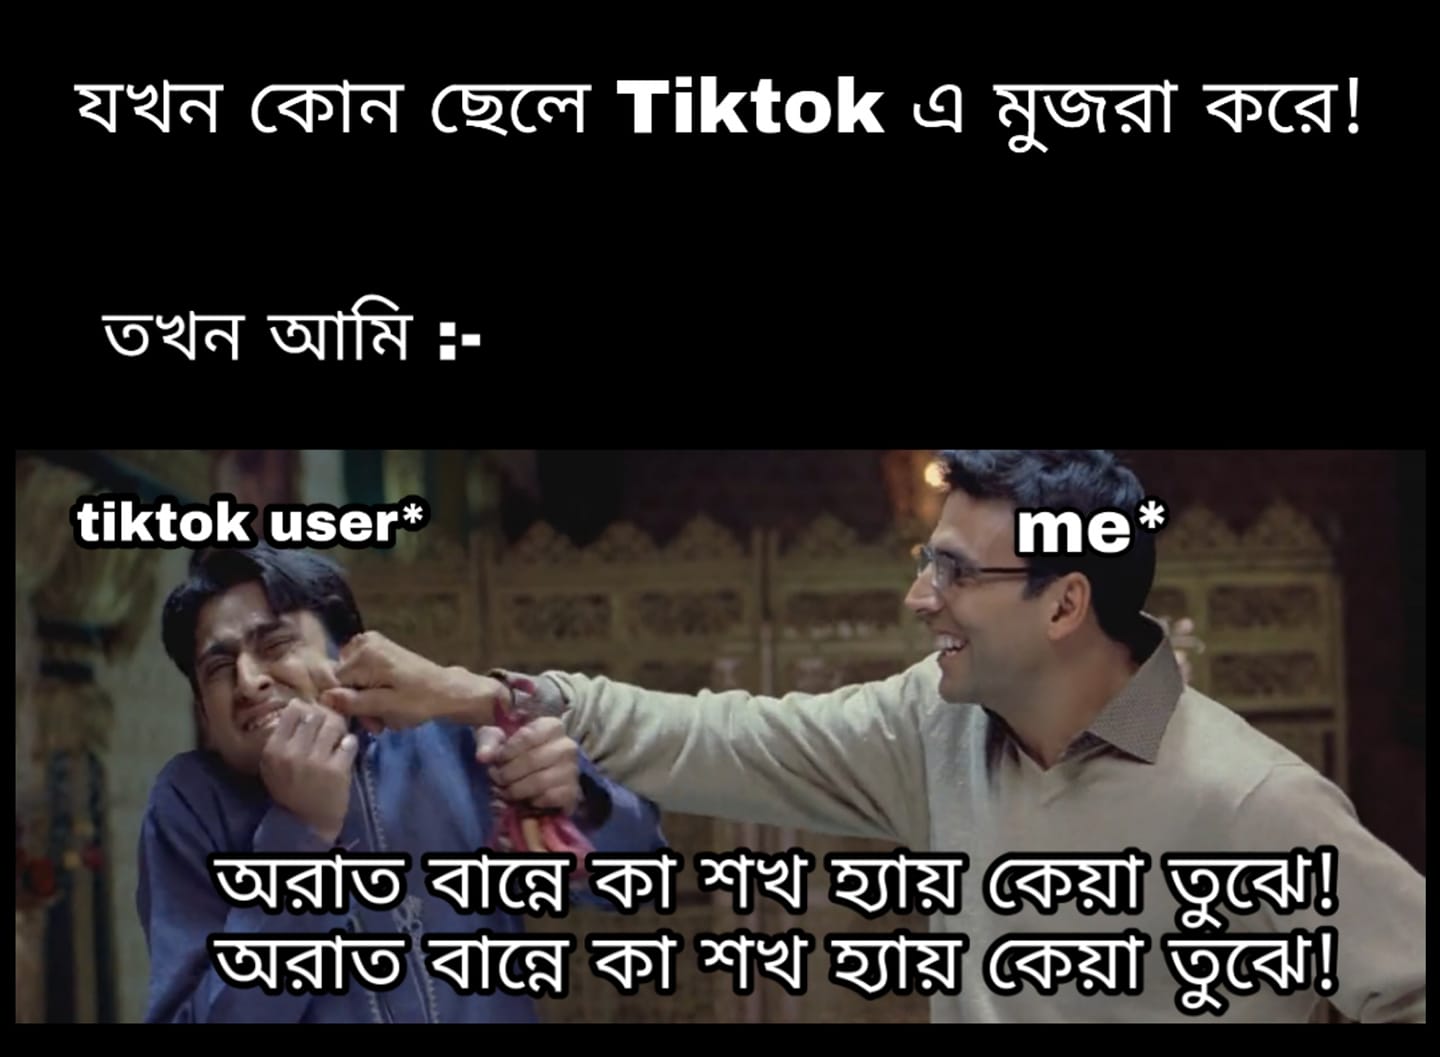 যখন কোন ছেলে Tiktok এ মুজরা করে!
তখন আমি :-
tiktok user*
me*
অরাত বান্নে কা শখ হ্যায় কেয়া তুঝে!
অরাত বান্নে কা শখ হ্যায় কেয়া তুঝে!